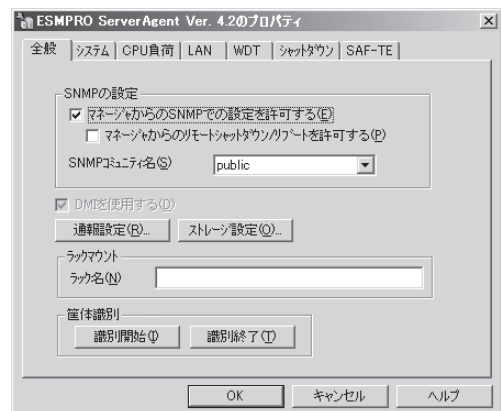 ESMPRO ServerAgent Ver. 4.2のプロパティ
全般 システム CPU負荷 LAN WDT シャットダウン SAF-TE
SNMPの設定
マネージャからのSNMPでの設定を許可する(E)
マネージャからのリモートシャットダウン/リブートを許可する(P)
SNMPコミュニティ名(S) public
DMIを使用する(D)
通報設定(R)... ストレージ設定(O)...
ラックマウント
ラック名(N)
筐体識別
識別開始(I) 識別終了(T)
OK キャンセル ヘルプ